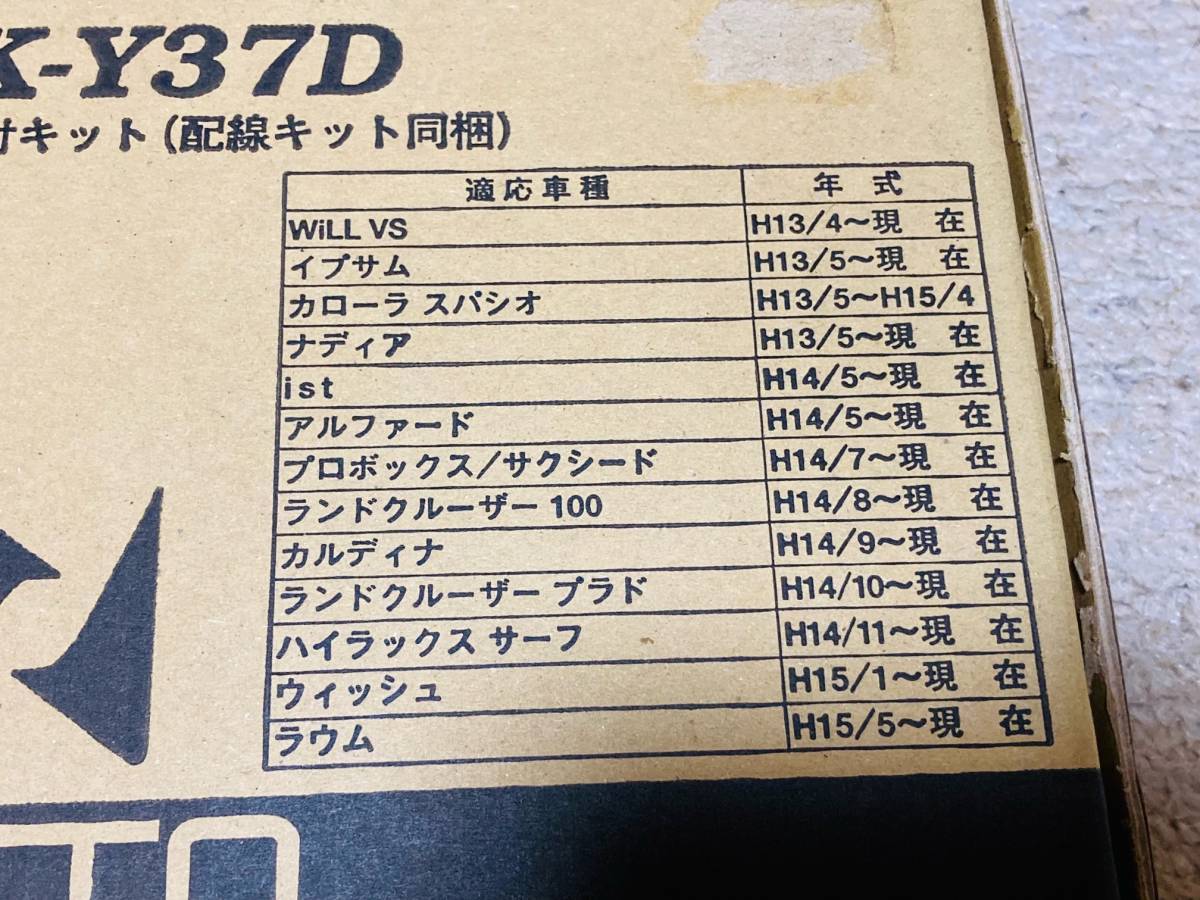 K-Y37D
付キット(配線キット同梱)
適応車種 年 式
WiLL VS H13/4〜現 在
イプサム H13/5〜現 在
カローラ スパシオ H13/5〜H15/4
ナディア H13/5〜現 在
ist H14/5〜現 在
アルファード H14/5〜現 在
プロボックス/サクシード H14/7〜現 在
ランドクルーザー 100 H14/8〜現 在
カルディナ H14/9〜現 在
ランドクルーザー プラド H14/10〜現 在
ハイラックス サーフ H14/11〜現 在
ウィッシュ H15/1〜現 在
ラウム H15/5〜現 在